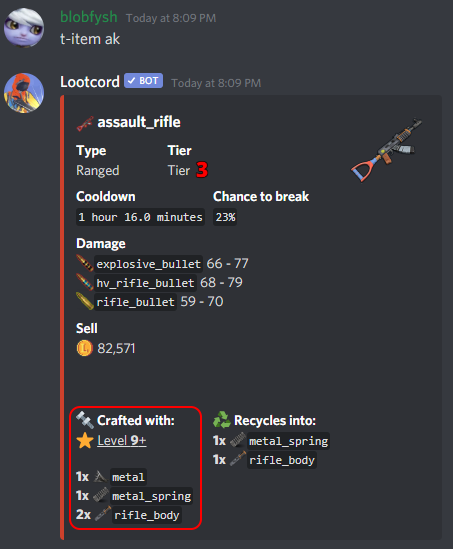 blobfysh Today at 8:09 PM
t-item ak
Lootcord BOT Today at 8:09 PM
assault_rifle
Type Tier
Ranged Tier 3
Cooldown Chance to break
1 hour 16.0 minutes 23%
Damage
explosive_bullet 66 - 77
hv_rifle_bullet 68 - 79
rifle_bullet 59 - 70
Sell
L 82,571
Crafted with:
Level 9+
1x metal
1x metal_spring
2x rifle_body
Recycles into:
1x metal_spring
1x rifle_body